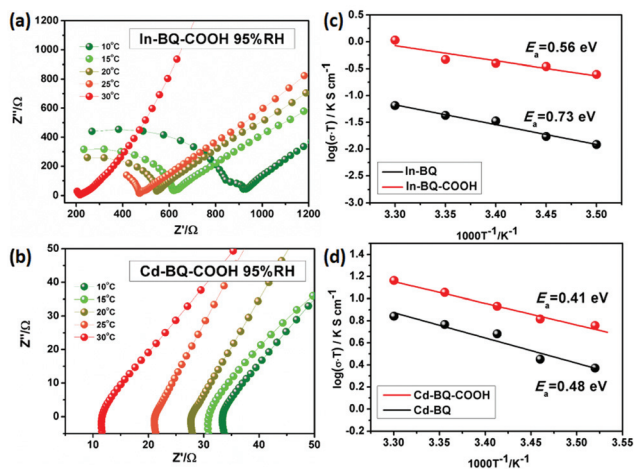 (a)
In-BQ-COOH 95%RH
10°C
15°C
20°C
25°C
30°C
Z''/Ω
1200
1000
800
600
400
200
0
200 400 600 800 1000 1200
Z'/Ω
(b)
Cd-BQ-COOH 95%RH
10°C
15°C
20°C
25°C
30°C
Z''/Ω
50
40
30
20
10
0
10 20 30 40 50
Z'/Ω
(c)
Ea=0.56 eV
Ea=0.73 eV
In-BQ
In-BQ-COOH
log(σ·T) / K S cm⁻¹
0.5
0.0
-0.5
-1.0
-1.5
-2.0
-2.5
3.30 3.35 3.40 3.45 3.50
1000T⁻¹/K⁻¹
(d)
Ea=0.41 eV
Ea=0.48 eV
Cd-BQ-COOH
Cd-BQ
log(σ·T) / K S cm⁻¹
1.6
1.4
1.2
1.0
0.8
0.6
0.4
0.2
0.0
3.30 3.35 3.40 3.45 3.50 3.55
1000T⁻¹/K⁻¹